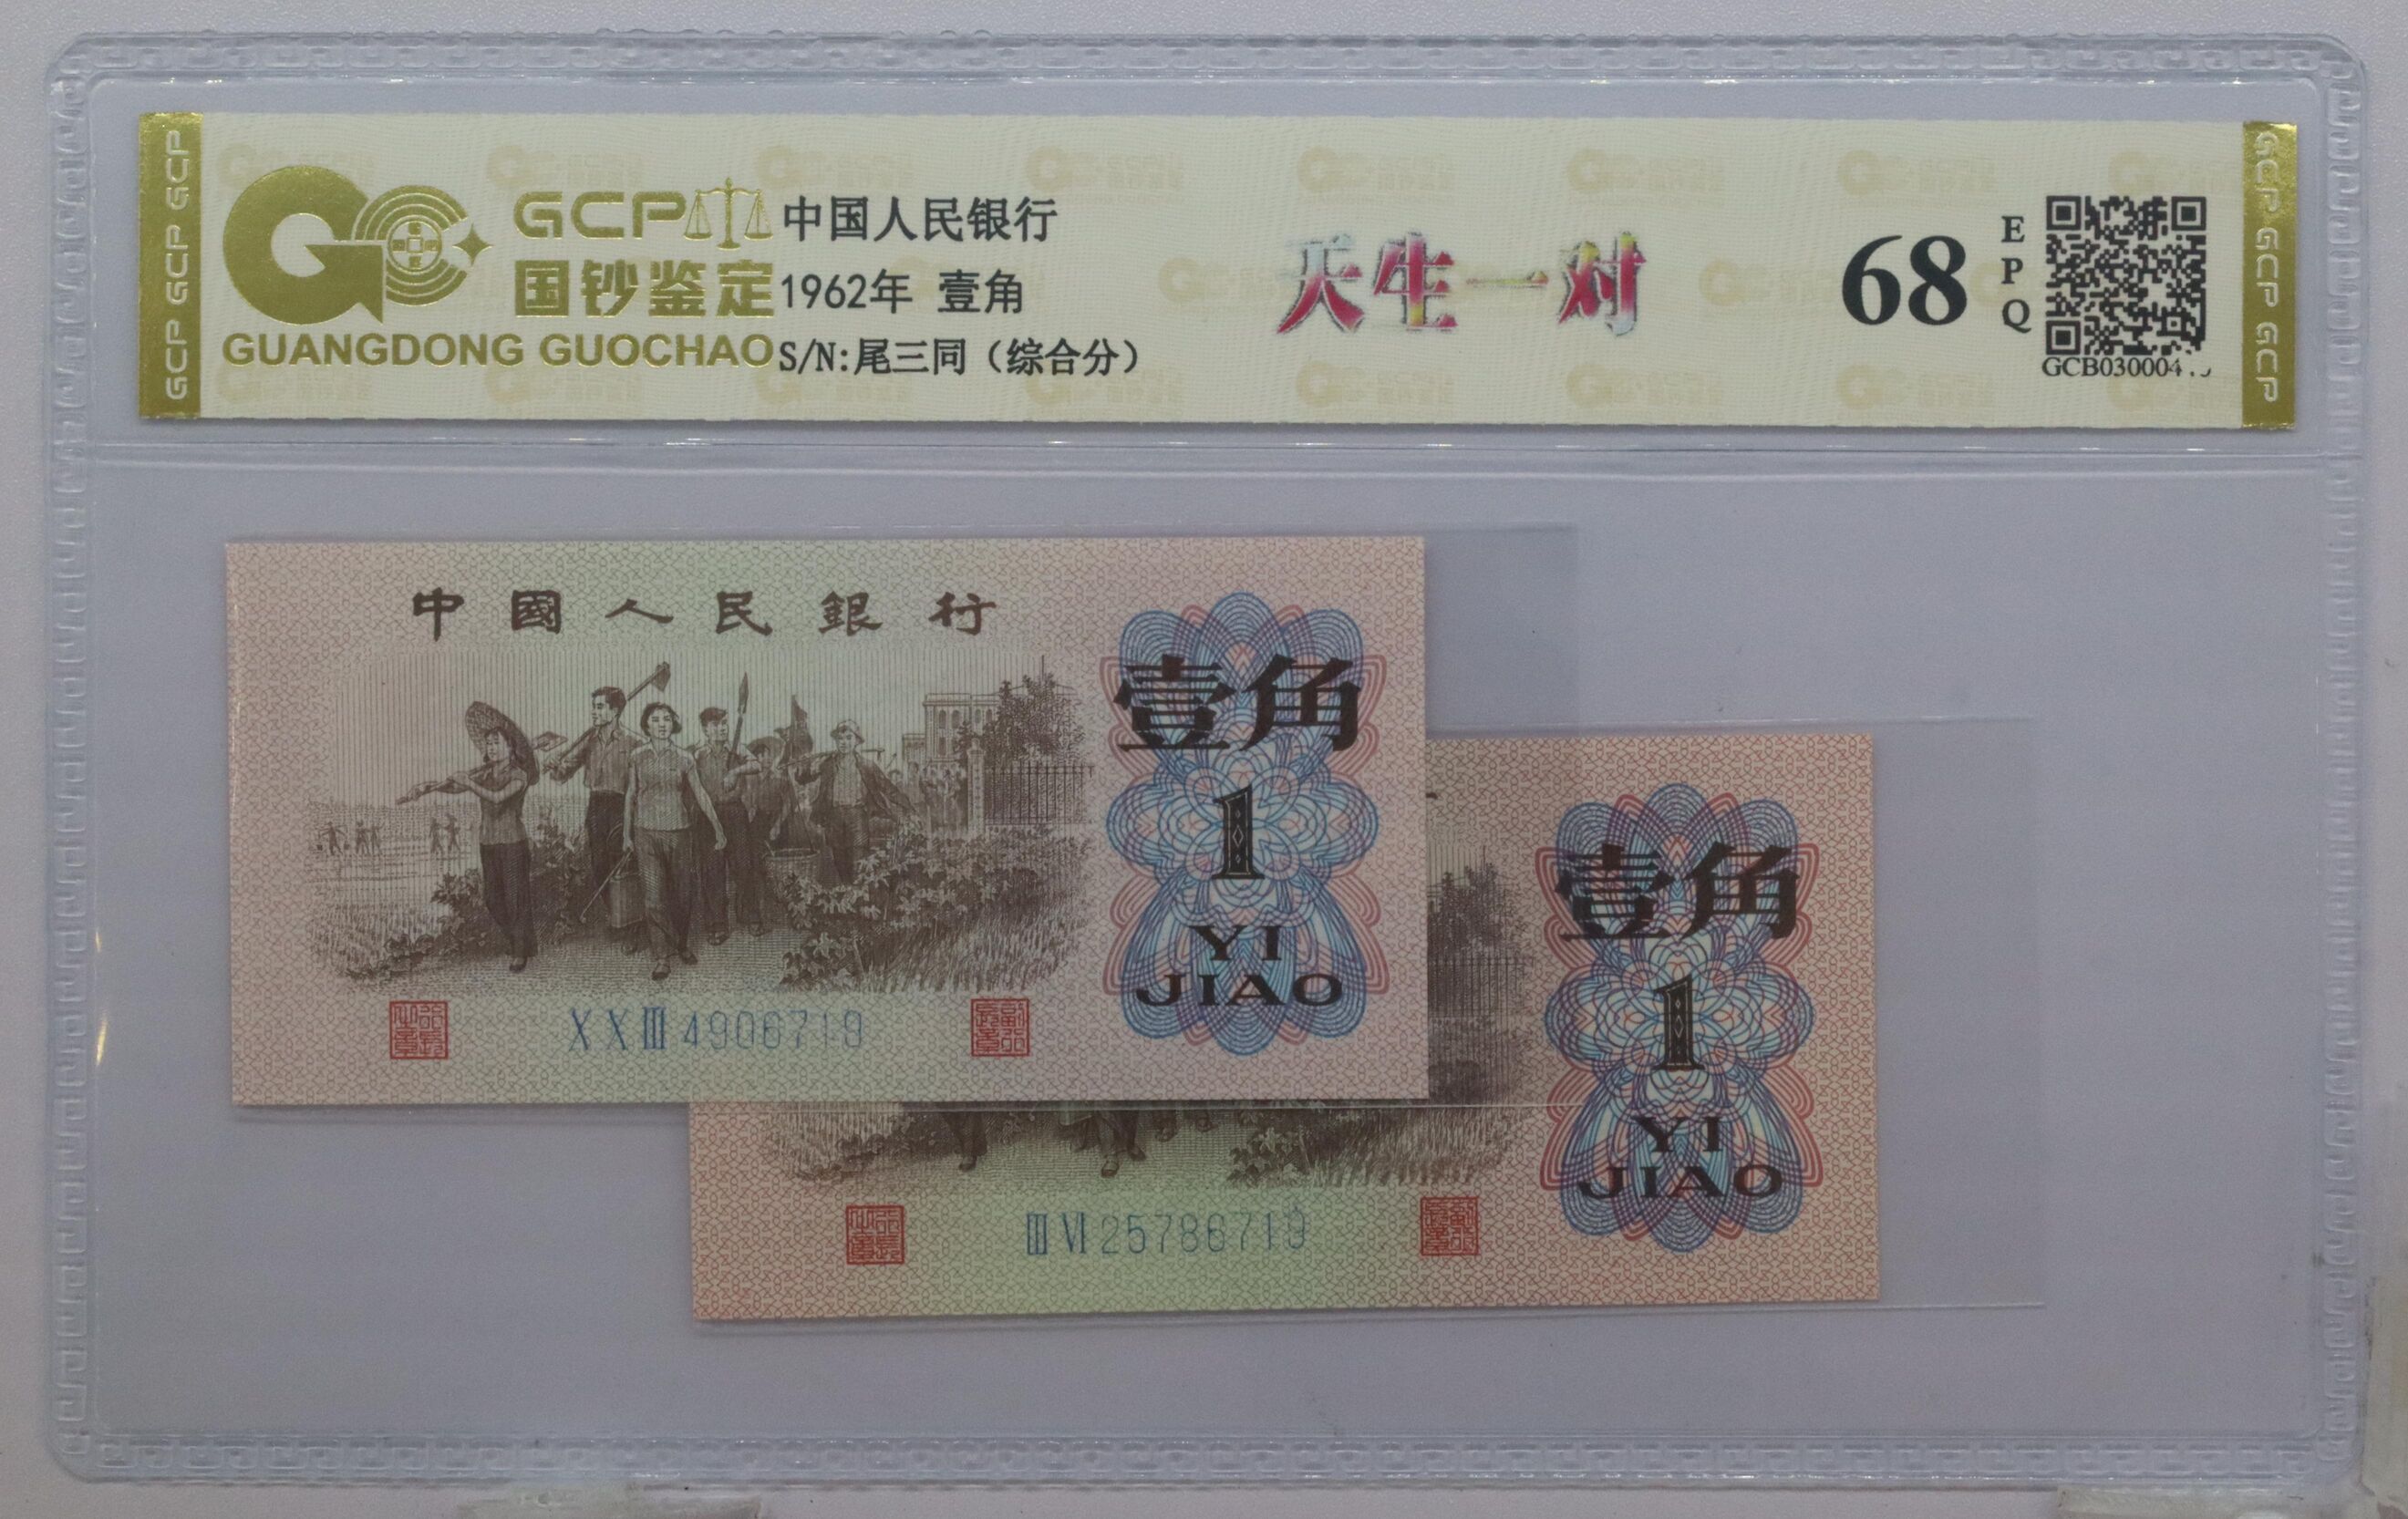 GCP GCP GCP
GCP
国钞鉴定
GUANGDONG GUOCHAO
中国人民银行
1962年 壹角
S/N:尾三同（综合分）
天生一对
68
EPQ
GCB030004
GCP GCP GCP
中國人民銀行
壹角
1
YI
JIAO
XXIII 4906719
壹角
1
YI
JIAO
III VI 25786719